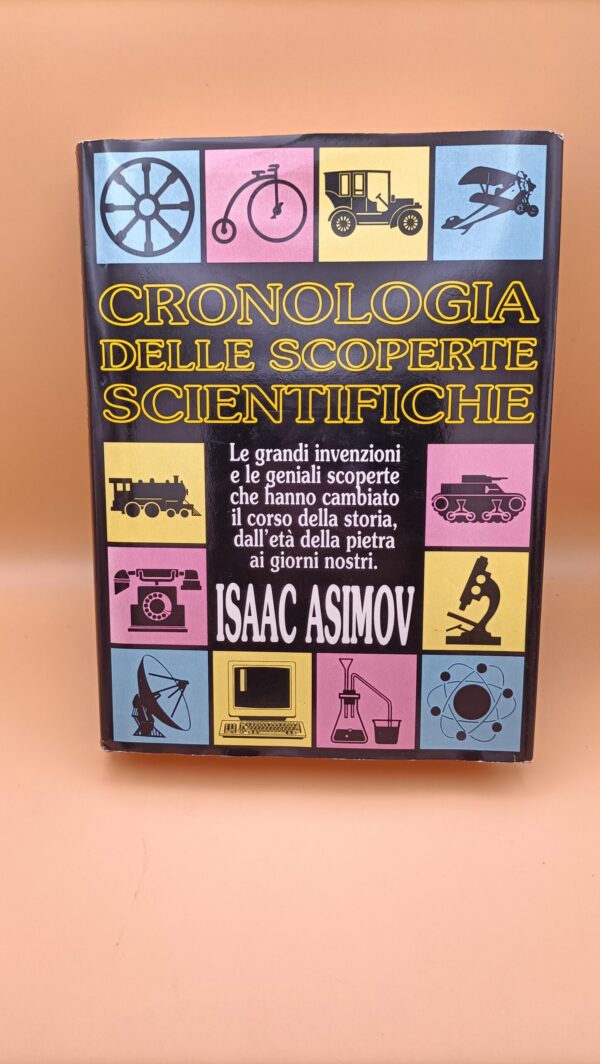 CRONOLOGIA
DELLE SCOPERTE
SCIENTIFICHE
Le grandi invenzioni
e le geniali scoperte
che hanno cambiato
il corso della storia,
dall'età della pietra
ai giorni nostri.
ISAAC ASIMOV